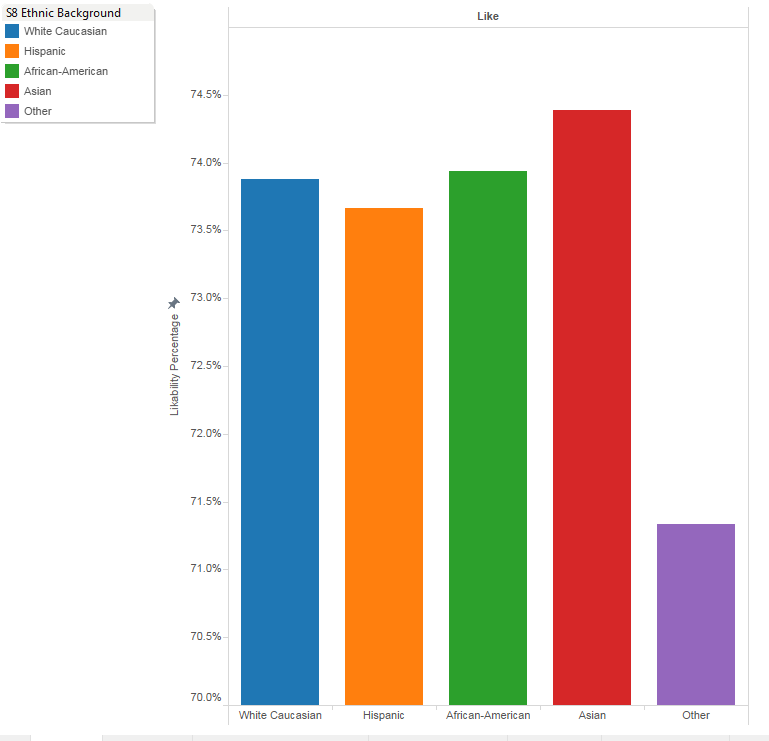 S8 Ethnic Background
White Caucasian
Hispanic
African-American
Asian
Other
Like
74.5%
74.0%
73.5%
73.0%
72.5%
72.0%
71.5%
71.0%
70.5%
70.0%
Likability Percentage
White Caucasian Hispanic African-American Asian Other